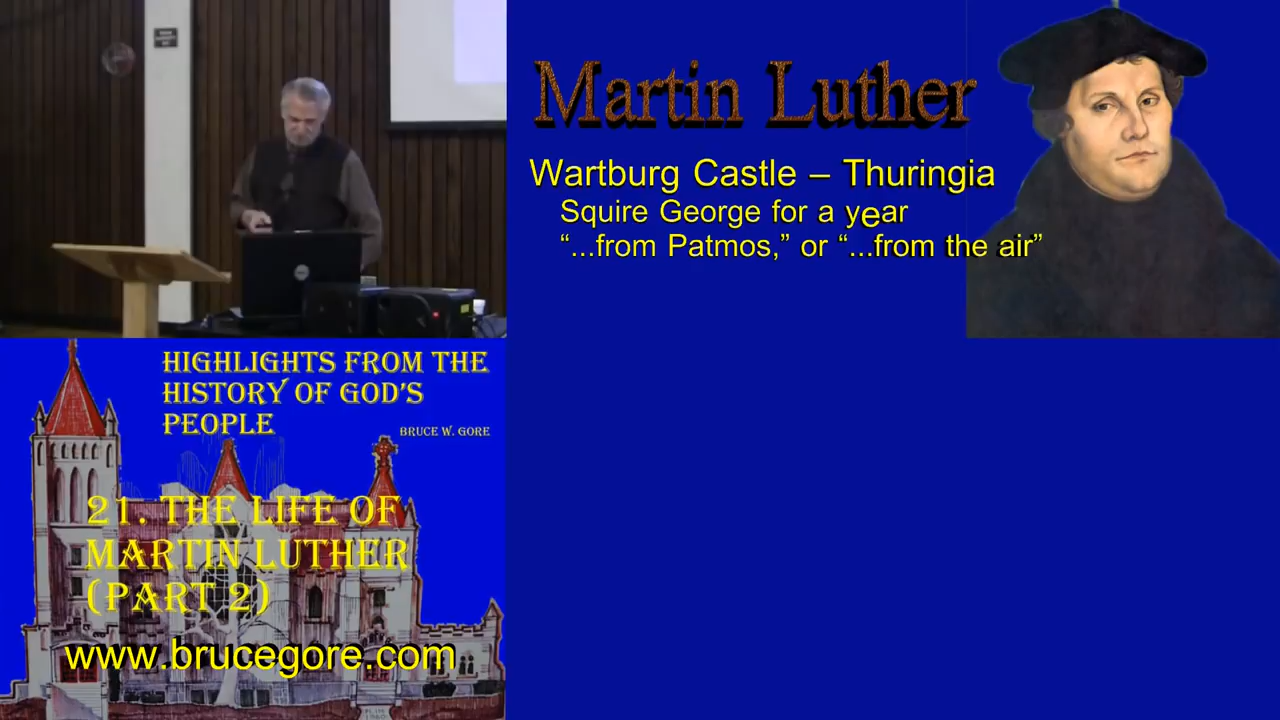 Martin Luther
Wartburg Castle – Thuringia
Squire George for a year
“...from Patmos,” or “...from the air”
HIGHLIGHTS FROM THE
HISTORY OF GOD'S
PEOPLE
BRUCE W. GORE
21. THE LIFE OF
MARTIN LUTHER
(PART 2)
www.brucegore.com